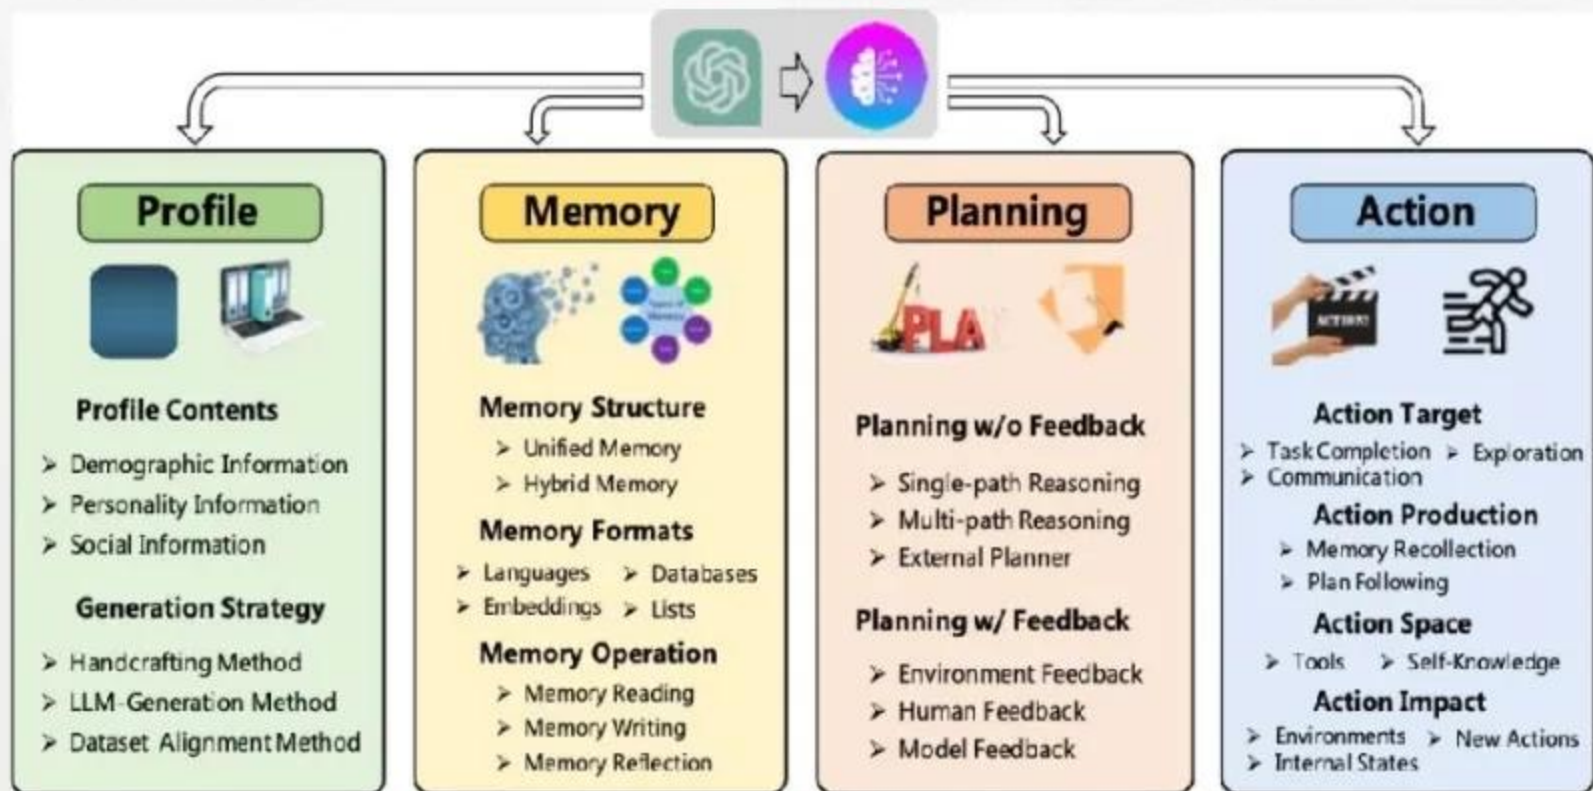 Profile
Profile Contents
➢ Demographic Information
➢ Personality Information
➢ Social Information
Generation Strategy
➢ Handcrafting Method
➢ LLM-Generation Method
➢ Dataset Alignment Method
Memory
Memory Structure
➢ Unified Memory
➢ Hybrid Memory
Memory Formats
➢ Languages ➢ Databases
➢ Embeddings ➢ Lists
Memory Operation
➢ Memory Reading
➢ Memory Writing
➢ Memory Reflection
Planning
PLA
Planning w/o Feedback
➢ Single-path Reasoning
➢ Multi-path Reasoning
➢ External Planner
Planning w/ Feedback
➢ Environment Feedback
➢ Human Feedback
➢ Model Feedback
Action
ACTION!
Action Target
➢ Task Completion ➢ Exploration
➢ Communication
Action Production
➢ Memory Recollection
➢ Plan Following
Action Space
➢ Tools ➢ Self-Knowledge
Action Impact
➢ Environments ➢ New Actions
➢ Internal States